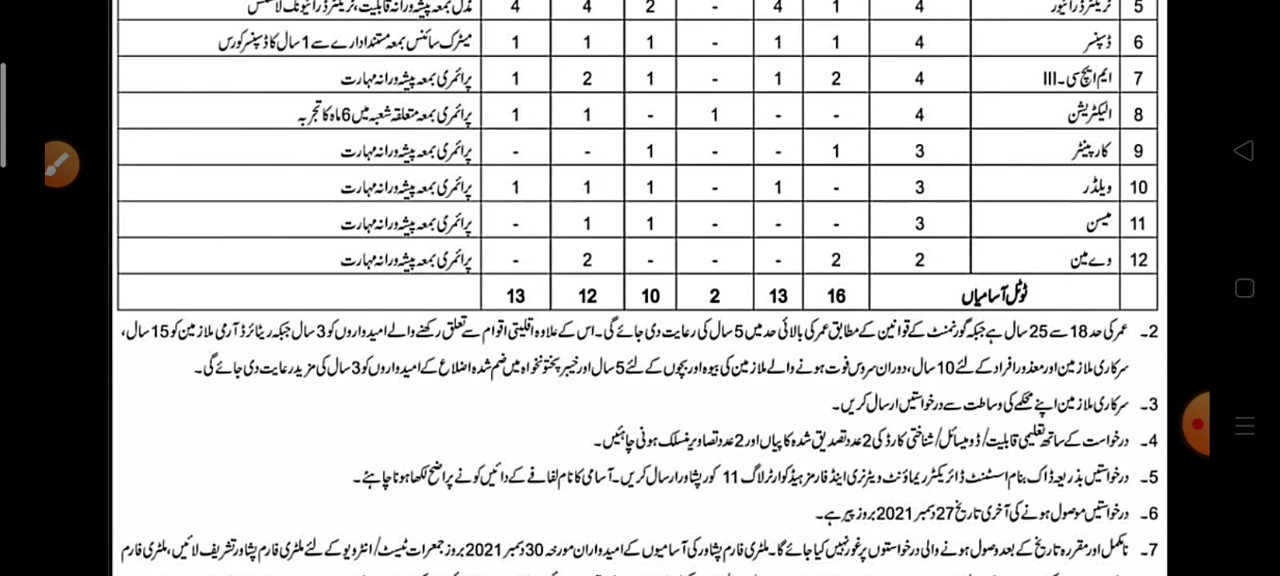 5 ٹریکٹر ڈرائیور 4 1 4 - 2 4 4 مڈل بمعہ پیشہ ورانہ قابلیت، ٹریکٹر ڈرائیونگ لائسنس
6 ڈسپنسر 4 1 1 - 1 1 1 میٹرک سائنس بمعہ مستند ادارے سے 1 سال کا ڈسپنسر کورس
7 ایم ایچ سی۔III 4 2 1 - 1 2 1 پرائمری بمعہ پیشہ ورانہ مہارت
8 الیکٹریشن 4 - - 1 - 1 1 پرائمری بمعہ متعلقہ شعبہ میں 6 ماہ کا تجربہ
9 کارپینٹر 3 1 - - 1 - - پرائمری بمعہ پیشہ ورانہ مہارت
10 ویلڈر 3 - 1 - 1 1 1 پرائمری بمعہ پیشہ ورانہ مہارت
11 میسن 3 - - - 1 1 - پرائمری بمعہ پیشہ ورانہ مہارت
12 وے مین 2 2 - - - 2 - پرائمری بمعہ پیشہ ورانہ مہارت
ٹوٹل آسامیاں 16 13 2 10 12 13
2۔ عمر کی حد 18 سے 25 سال ہے جبکہ گورنمنٹ کے قوانین کے مطابق عمر کی بالائی حد میں 5 سال کی رعایت دی جائے گی۔ اس کے علاوہ اقلیتی اقوام سے تعلق رکھنے والے امیدواروں کو 3 سال جبکہ ریٹائرڈ آرمی ملازمین کو 15 سال،
سرکاری ملازمین اور معذور افراد کے لئے 10 سال، دوران سروس فوت ہونے والے ملازمین کی بیوہ اور بچوں کے لئے 5 سال اور خیبر پختونخواہ میں ضم شدہ اضلاع کے امیدواروں کو 3 سال کی مزید رعایت دی جائے گی۔
3۔ سرکاری ملازمین اپنے محکمے کی وساطت سے درخواستیں ارسال کریں۔
4۔ درخواست کے ساتھ تعلیمی قابلیت/ڈومیسائل/شناختی کارڈ کی 2 عدد تصدیق شدہ کاپیاں اور 2 عدد تصاویر منسلک ہونی چاہئیں۔
5۔ درخواستیں بذریعہ ڈاک بنام اسسٹنٹ ڈائریکٹر ریماؤنٹ ویٹرنری اینڈ فارمز ہیڈ کوارٹر لاگ 11 کور پشاور ارسال کریں۔ آسامی کا نام لفافے کے دائیں کونے پر واضح لکھا ہونا چاہئے۔
6۔ درخواستیں موصول ہونے کی آخری تاریخ 27 دسمبر 2021 بروز پیر ہے۔
7۔ نامکمل اور مقررہ تاریخ کے بعد وصول ہونے والی درخواستوں پر غور نہیں کیا جائے گا۔ ملٹری فارم پشاور کی آسامیوں کے امیدواران مورخہ 30 دسمبر 2021 بروز جمعرات ٹیسٹ/انٹرویو کے لئے ملٹری فارم پشاور تشریف لائیں، ملٹری فارم